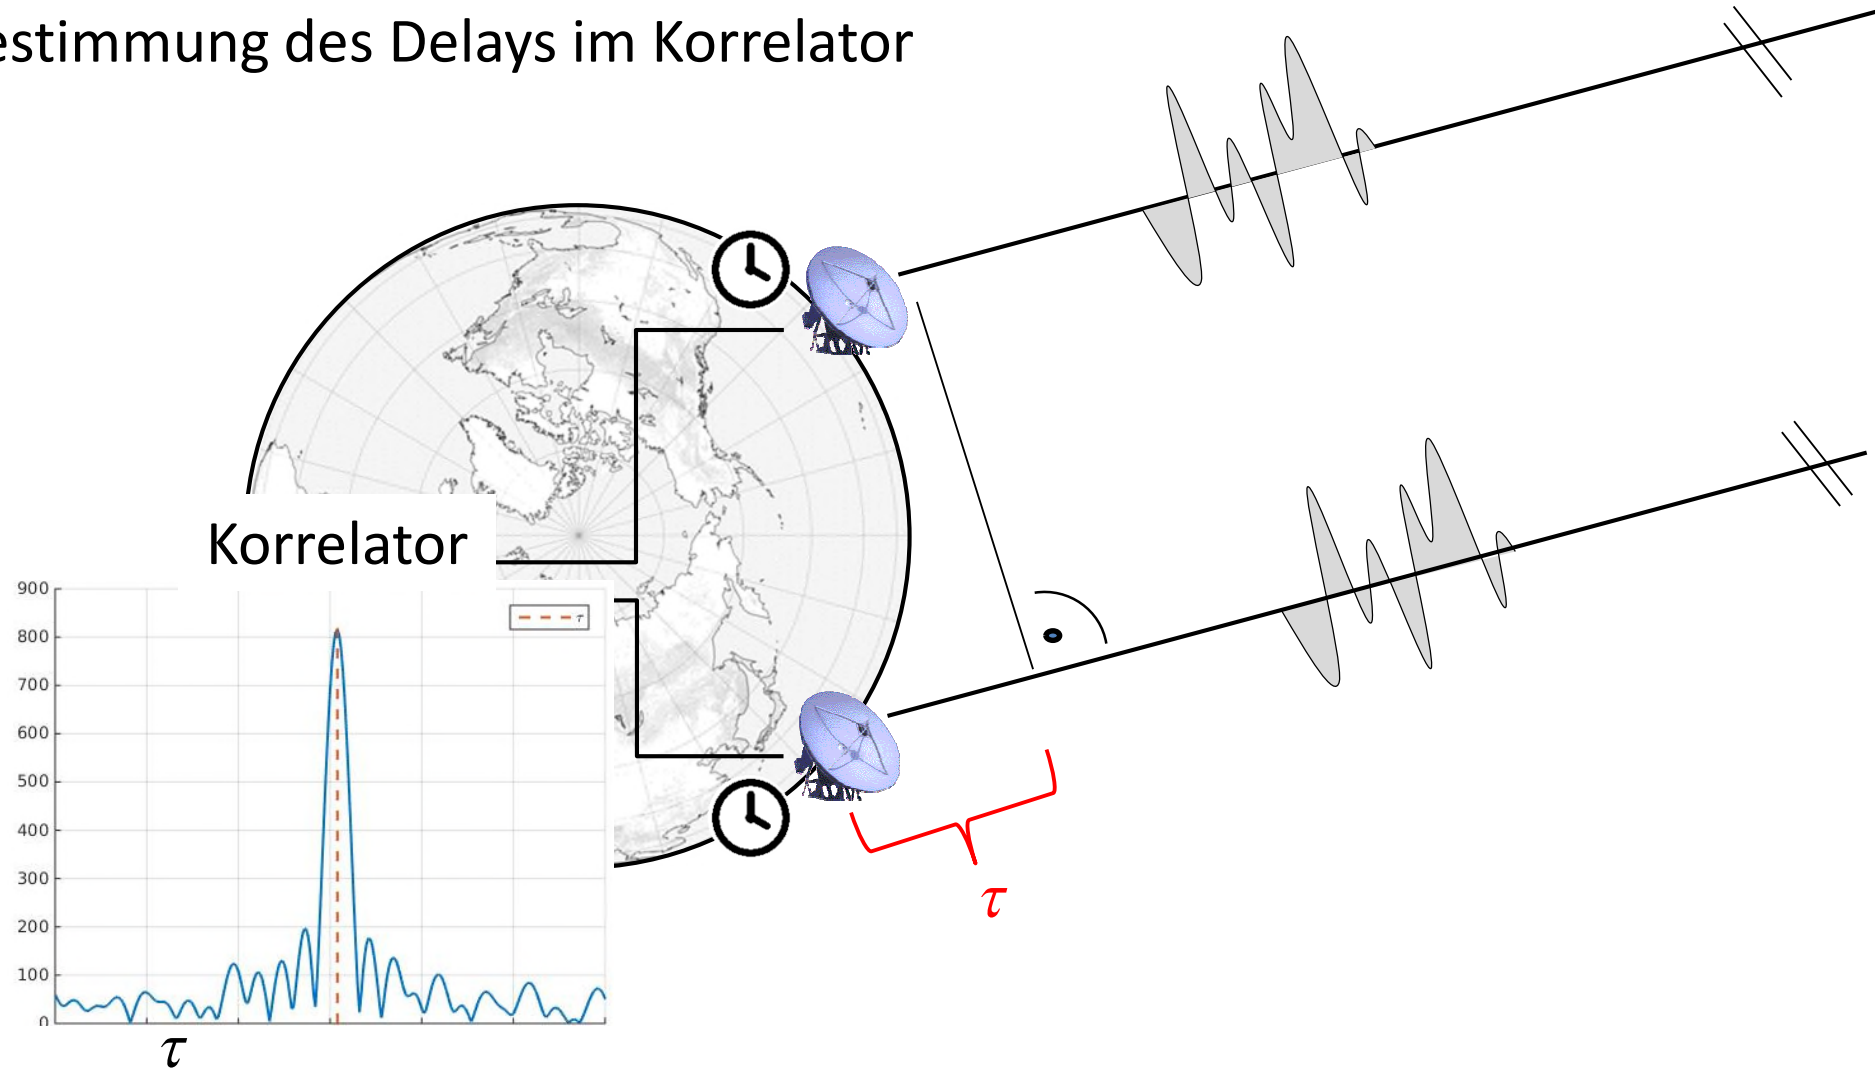 estimmung des Delays im Korrelator
Korrelator
900
800
700
600
500
400
300
200
100
0
τ
τ
τ